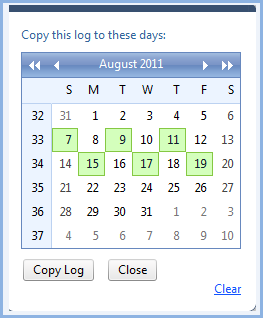 Copy this log to these days:
August 2011
S M T W T F S
32 31 1 2 3 4 5 6
33 7 8 9 10 11 12 13
34 14 15 16 17 18 19 20
35 21 22 23 24 25 26 27
36 28 29 30 31 1 2 3
37 4 5 6 7 8 9 10
Copy Log Close
Clear